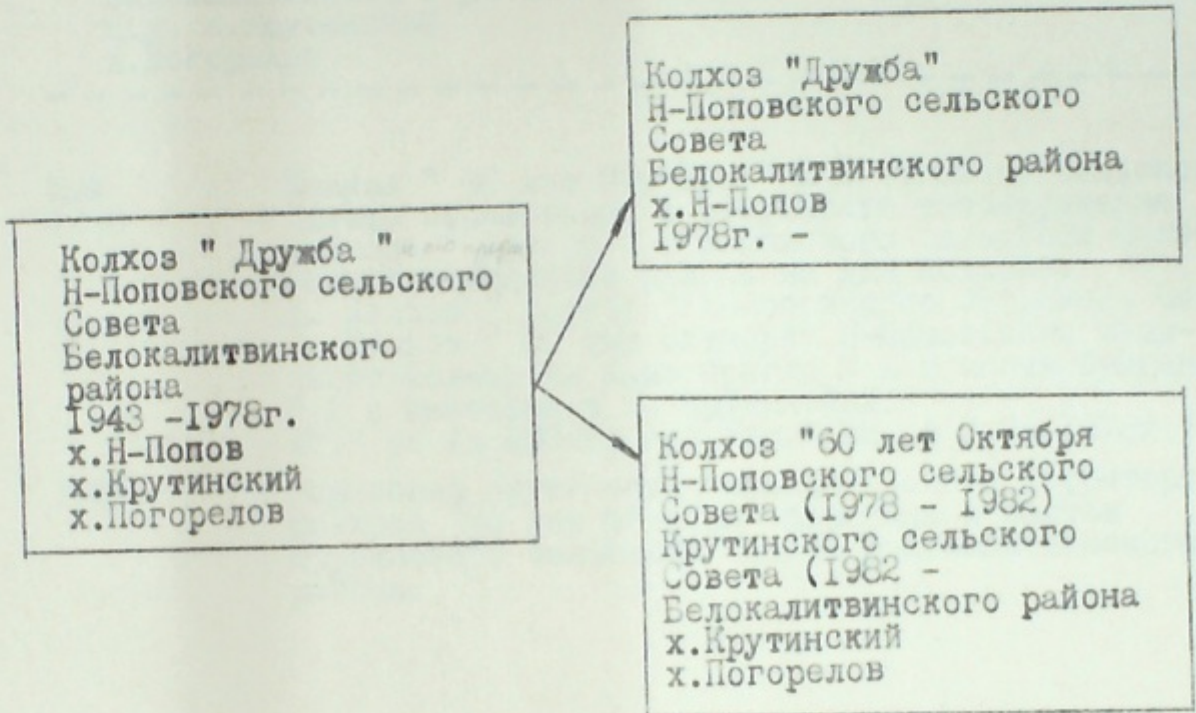 Колхоз " Дружба "
Н-Поповского сельского
Совета
Белокалитвинского
района
1943 -1978г.
х.Н-Попов
х.Крутинский
х.Погорелов
Колхоз "Дружба"
Н-Поповского сельского
Совета
Белокалитвинского района
х.Н-Попов
1978г. -
Колхоз "60 лет Октября
Н-Поповского сельского
Совета (1978 - 1982)
Крутинского сельского
Совета (1982 -
Белокалитвинского района
х.Крутинский
х.Погорелов